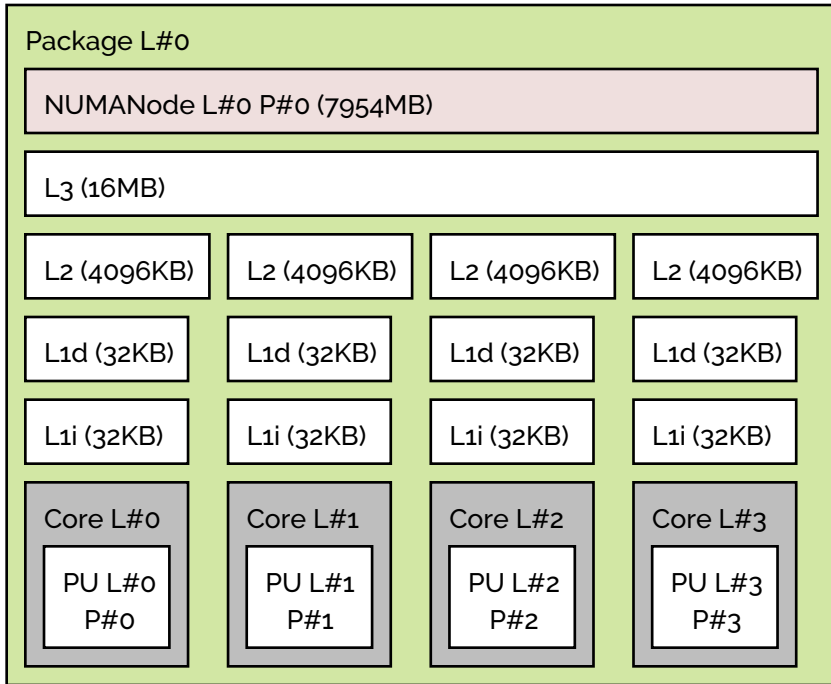 Package L#0
NUMANode L#0 P#0 (7954MB)
L3 (16MB)
L2 (4096KB) L2 (4096KB) L2 (4096KB) L2 (4096KB)
L1d (32KB) L1d (32KB) L1d (32KB) L1d (32KB)
L1i (32KB) L1i (32KB) L1i (32KB) L1i (32KB)
Core L#0 Core L#1 Core L#2 Core L#3
PU L#0 PU L#1 PU L#2 PU L#3
P#0 P#1 P#2 P#3